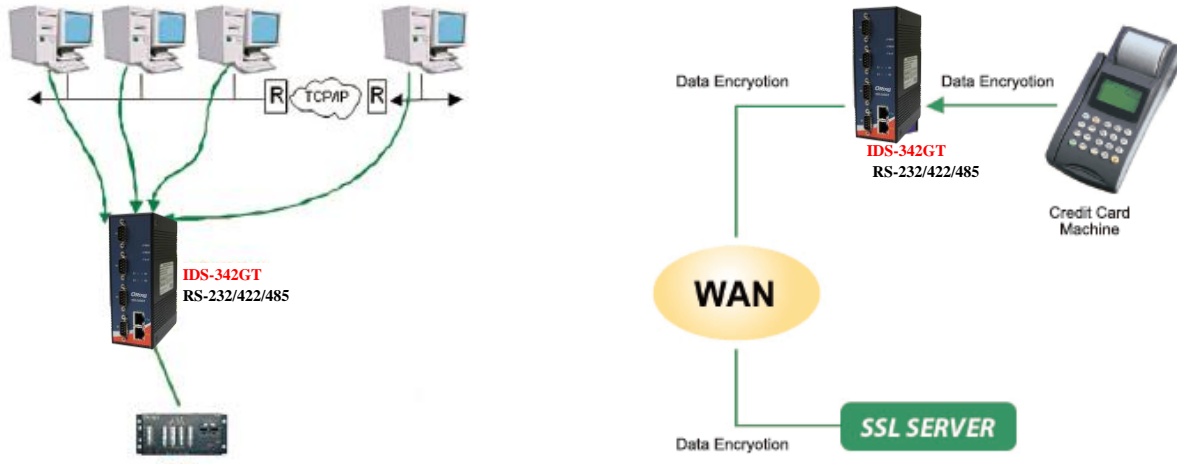 R
TCP/IP
R
IDS-342GT
RS-232/422/485
Data Encryotion
Data Encryotion
IDS-342GT
RS-232/422/485
Credit Card
Machine
WAN
SSL SERVER
Data Encryotion